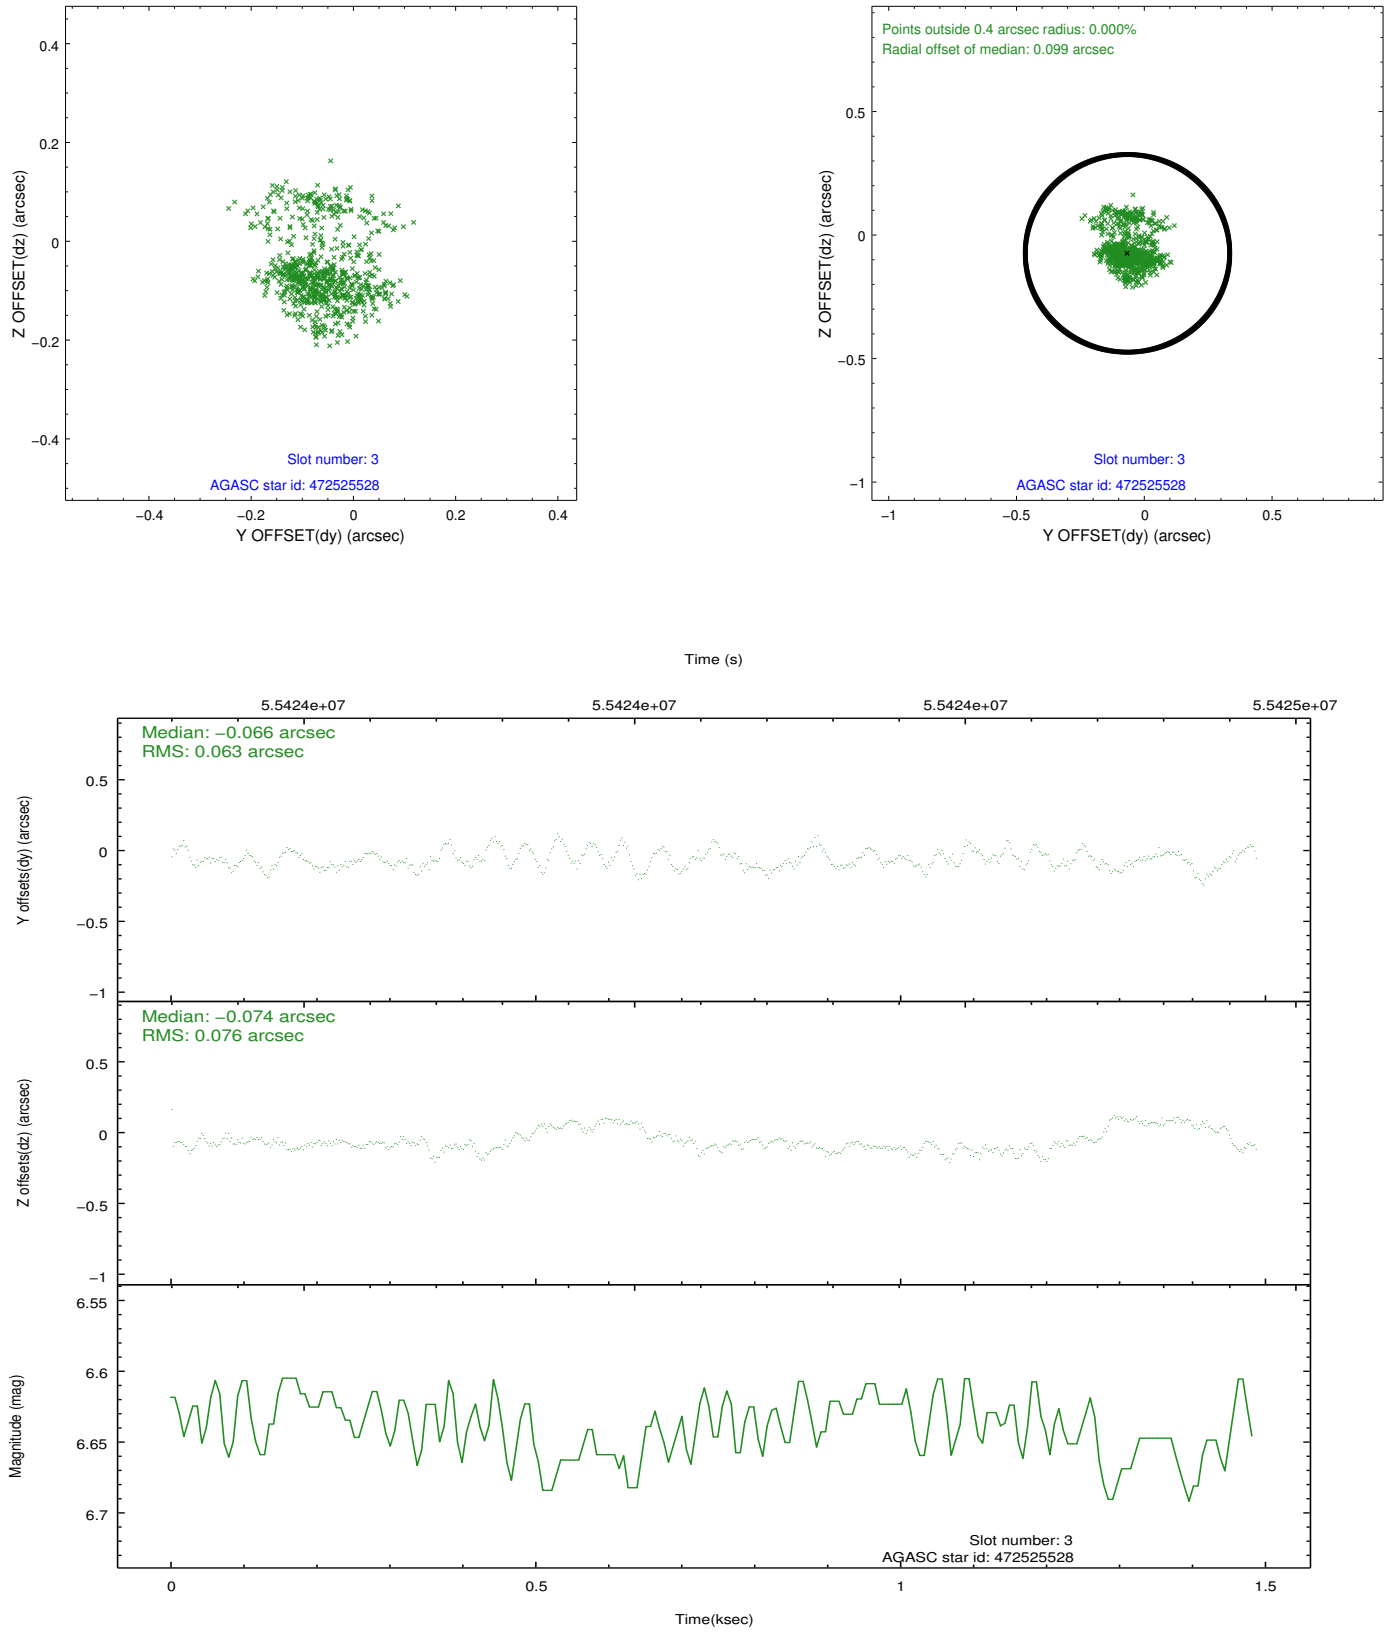 0.4
0.2
0
−0.2
−0.4
Z OFFSET(dz) (arcsec)
Slot number: 3
AGASC star id: 472525528
−0.4 −0.2 0 0.2 0.4
Y OFFSET(dy) (arcsec)
Points outside 0.4 arcsec radius: 0.000%
Radial offset of median: 0.099 arcsec
0.5
0
−0.5
−1
Z OFFSET(dz) (arcsec)
Slot number: 3
AGASC star id: 472525528
−1 −0.5 0 0.5
Y OFFSET(dy) (arcsec)
Time (s)
5.5424e+07 5.5424e+07 5.5424e+07 5.5425e+07
Median: −0.066 arcsec
RMS: 0.063 arcsec
0.5
0
−0.5
−1
Y offsets(dy) (arcsec)
Median: −0.074 arcsec
RMS: 0.076 arcsec
0.5
0
−0.5
−1
Z offsets(dz) (arcsec)
6.55
6.6
6.65
6.7
Magnitude (mag)
Slot number: 3
AGASC star id: 472525528
0 0.5 1 1.5
Time(ksec)